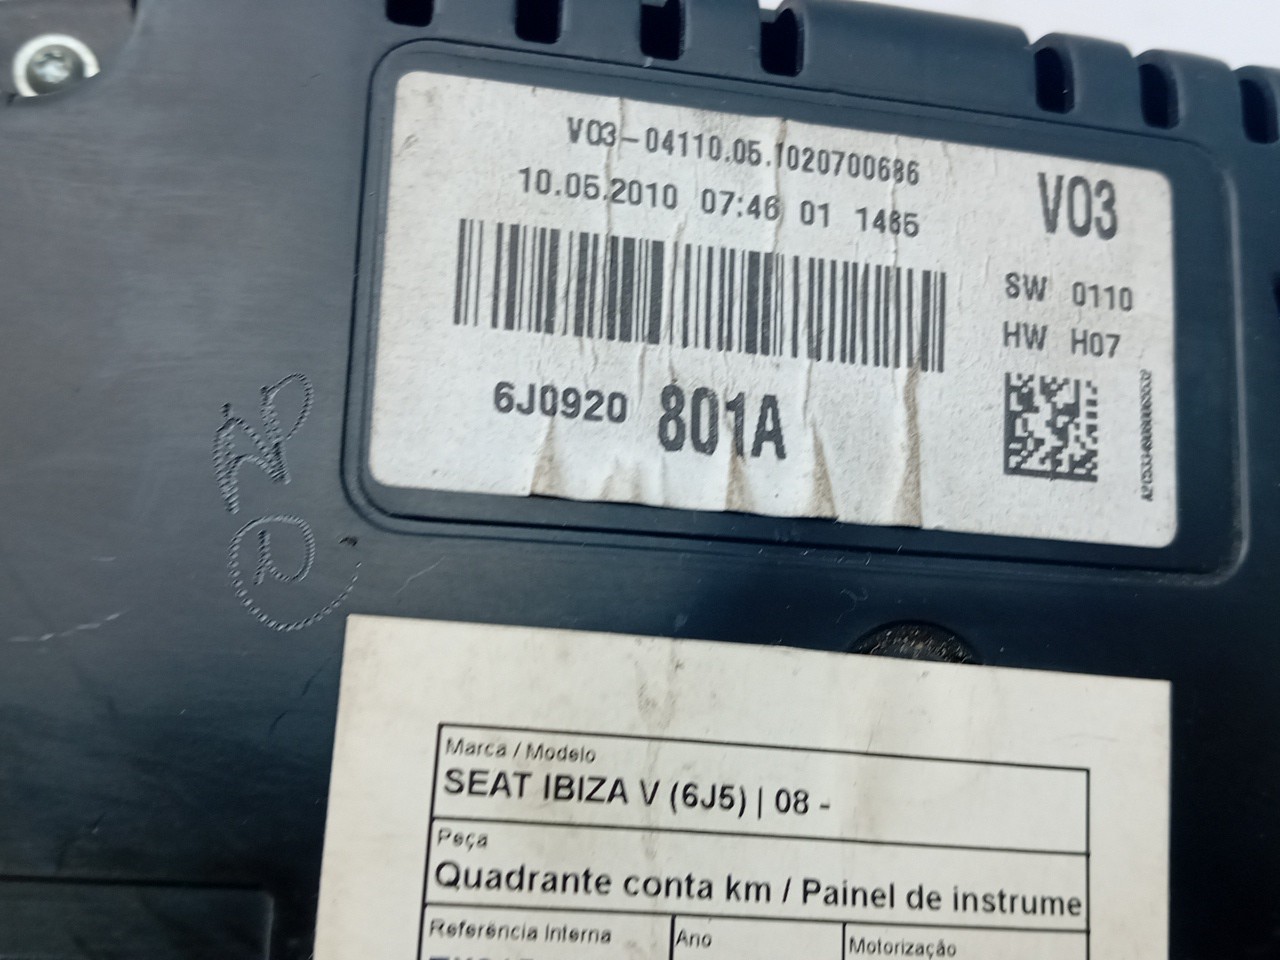 V03-04110.05.1020700686
10.05.2010 07:46 01 1465
V03
SW 0110
HW H07
6J0920 801A
Marca / Modelo
SEAT IBIZA V (6J5) | 08 -
Peça
Quadrante conta km / Painel de instrume
Referência Interna
Ano
Motorização